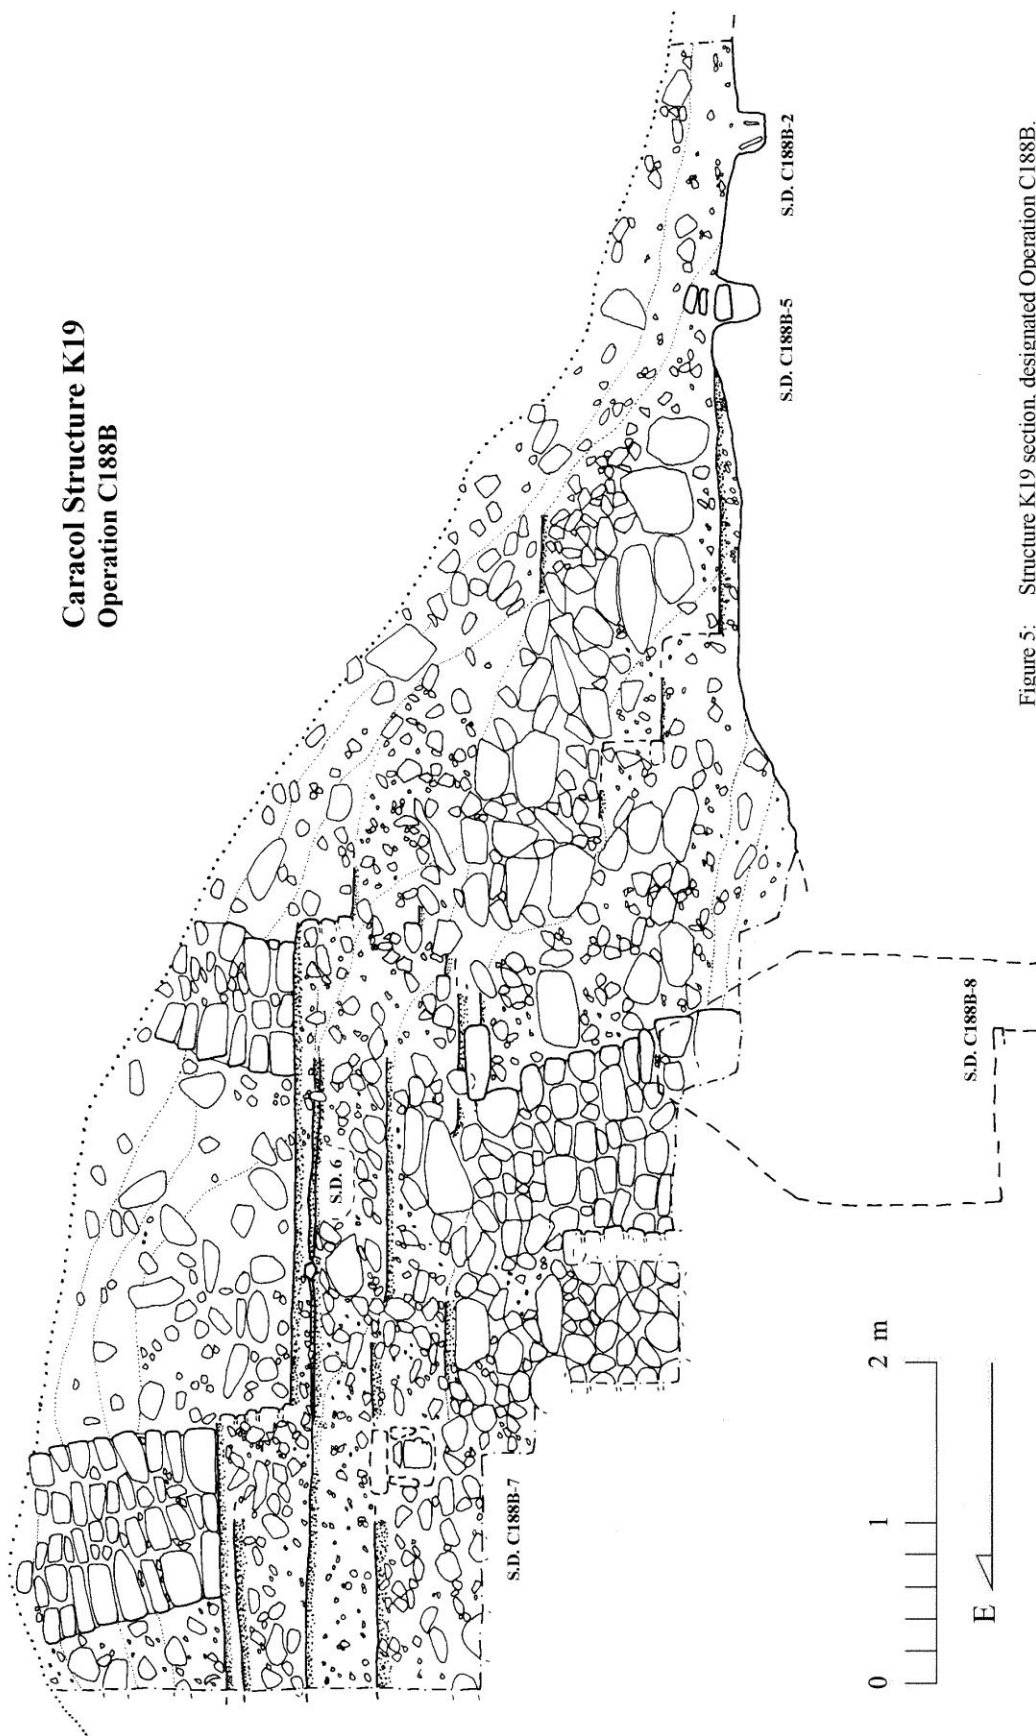 Caracol Structure K19
Operation C188B
S.D. C188B-2
S.D. C188B-5
S.D. 6
S.D. C188B-7
S.D. C188B-8
0 1 2 m
E
Figure 5: Structure K19 section, designated Operation C188B.